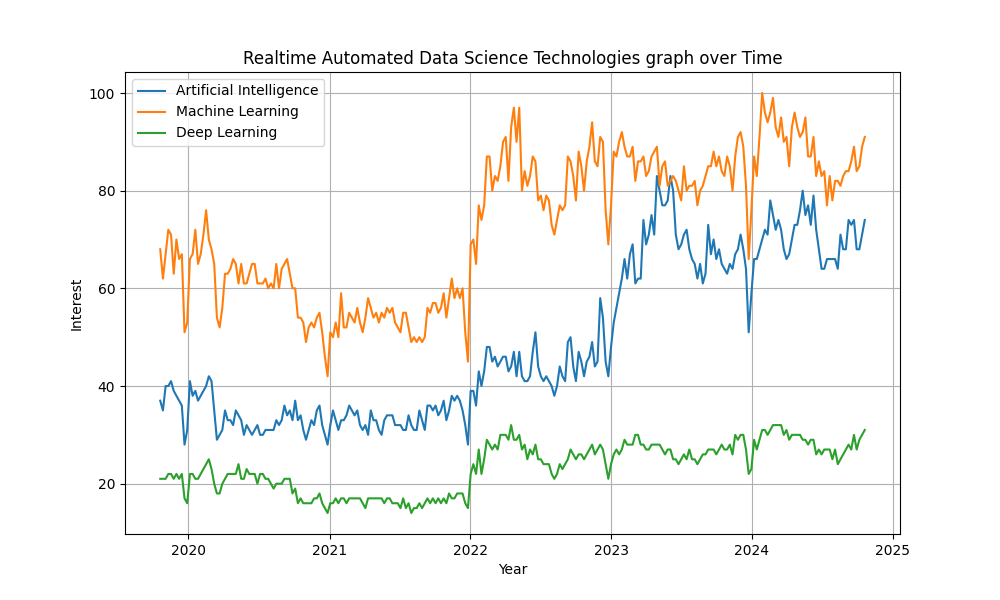 Realtime Automated Data Science Technologies graph over Time
Artificial Intelligence
Machine Learning
Deep Learning
100
80
60
40
20
Interest
2020 2021 2022 2023 2024 2025
Year